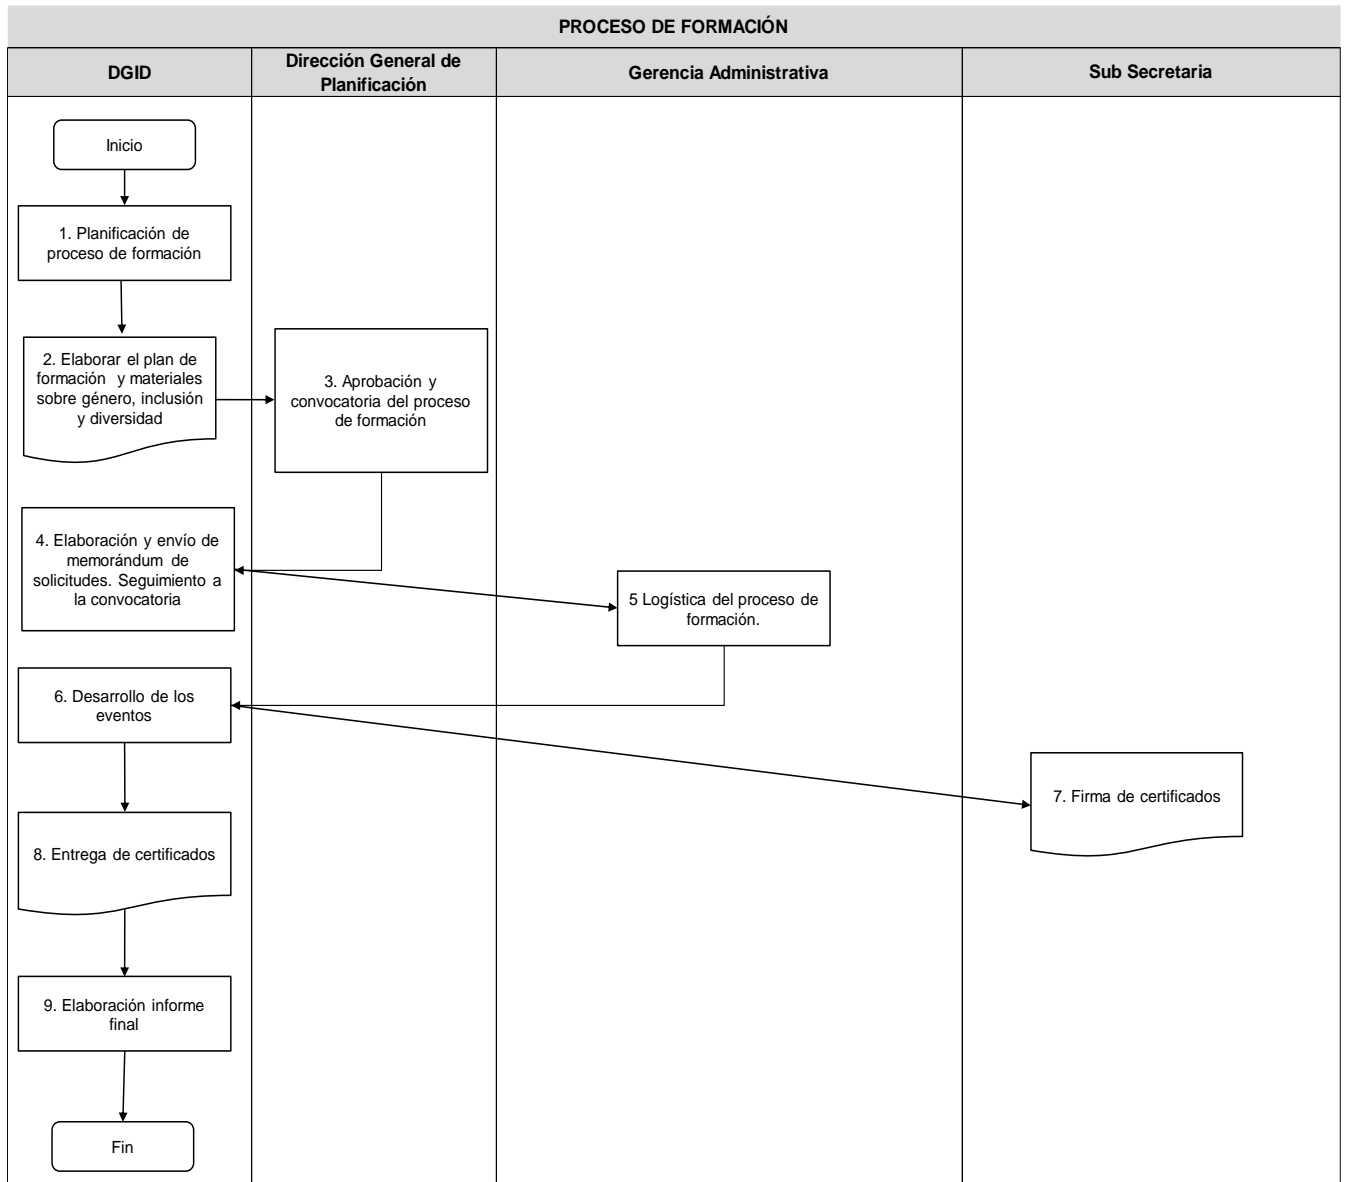 PROCESO DE FORMACIÓN
DGID
Dirección General de
Planificación
Gerencia Administrativa
Sub Secretaria
Inicio
1. Planificación de
proceso de formación
2. Elaborar el plan de
formación y materiales
sobre género, inclusión
y diversidad
3. Aprobación y
convocatoria del proceso
de formación
4. Elaboración y envío de
memorándum de
solicitudes. Seguimiento a
la convocatoria
5 Logística del proceso de
formación.
6. Desarrollo de los
eventos
7. Firma de certificados
8. Entrega de certificados
9. Elaboración informe
final
Fin